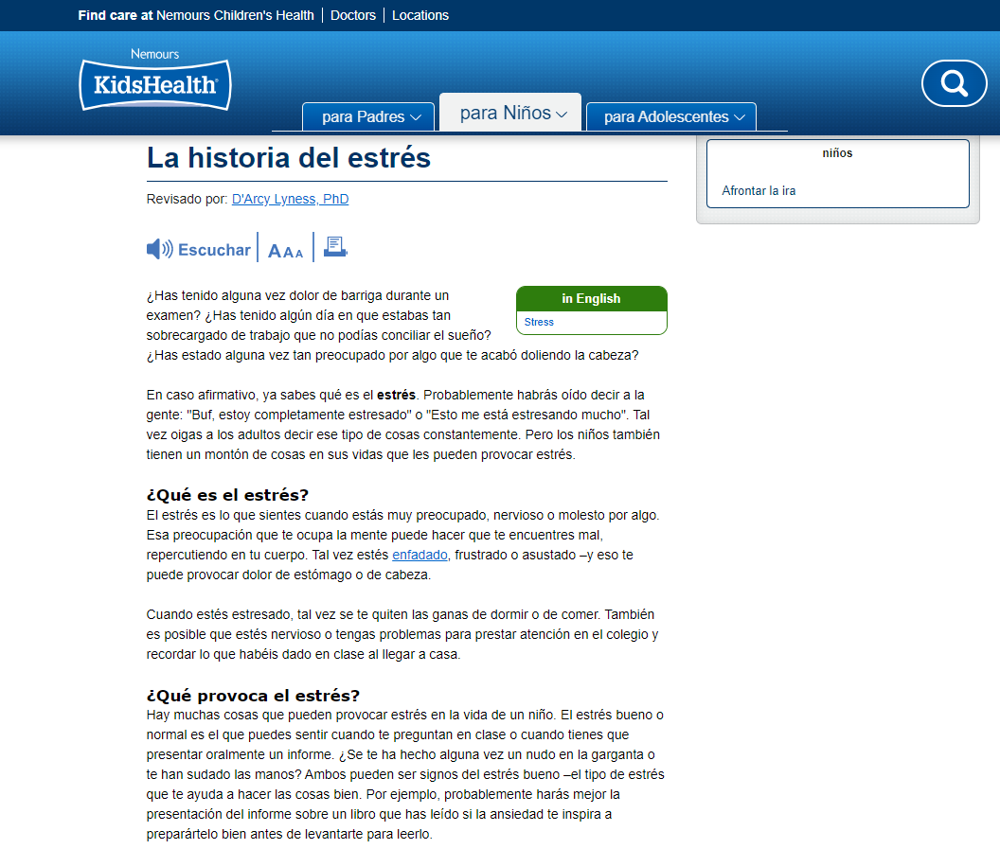 Find care at Nemours Children's Health | Doctors | Locations
Nemours
KidsHealth®
para Padres
para Niños
para Adolescentes
La historia del estrés
Revisado por: D'Arcy Lyness, PhD
Escuchar
A A A
¿Has tenido alguna vez dolor de barriga durante un
examen? ¿Has tenido algún día en que estabas tan
sobrecargado de trabajo que no podías conciliar el sueño?
¿Has estado alguna vez tan preocupado por algo que te acabó doliendo la cabeza?
in English
Stress
En caso afirmativo, ya sabes qué es el estrés. Probablemente habrás oído decir a la
gente: "Buf, estoy completamente estresado" o "Esto me está estresando mucho". Tal
vez oigas a los adultos decir ese tipo de cosas constantemente. Pero los niños también
tienen un montón de cosas en sus vidas que les pueden provocar estrés.
¿Qué es el estrés?
El estrés es lo que sientes cuando estás muy preocupado, nervioso o molesto por algo.
Esa preocupación que te ocupa la mente puede hacer que te encuentres mal,
repercutiendo en tu cuerpo. Tal vez estés enfadado, frustrado o asustado –y eso te
puede provocar dolor de estómago o de cabeza.
Cuando estés estresado, tal vez se te quiten las ganas de dormir o de comer. También
es posible que estés nervioso o tengas problemas para prestar atención en el colegio y
recordar lo que habéis dado en clase al llegar a casa.
¿Qué provoca el estrés?
Hay muchas cosas que pueden provocar estrés en la vida de un niño. El estrés bueno o
normal es el que puedes sentir cuando te preguntan en clase o cuando tienes que
presentar oralmente un informe. ¿Se te ha hecho alguna vez un nudo en la garganta o
te han sudado las manos? Ambos pueden ser signos del estrés bueno –el tipo de estrés
que te ayuda a hacer las cosas bien. Por ejemplo, probablemente harás mejor la
presentación del informe sobre un libro que has leído si la ansiedad te inspira a
preparártelo bien antes de levantarte para leerlo.
niños
Afrontar la ira